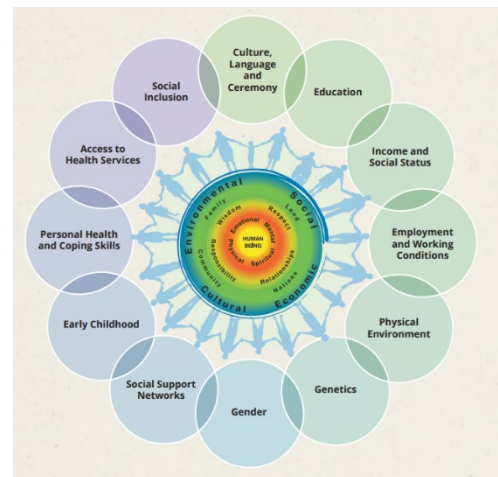 Culture,
Language
and
Ceremony
Education
Income and
Social Status
Employment
and Working
Conditions
Physical
Environment
Genetics
Gender
Social Support
Networks
Early Childhood
Personal Health
and Coping Skills
Access to
Health Services
Social
Inclusion
Environmental
Social
Economic
Cultural
Family
Land
Nations
Community
Wisdom
Respect
Relationships
Responsibility
Emotional
Mental
Spiritual
Physical
HUMAN
BEING